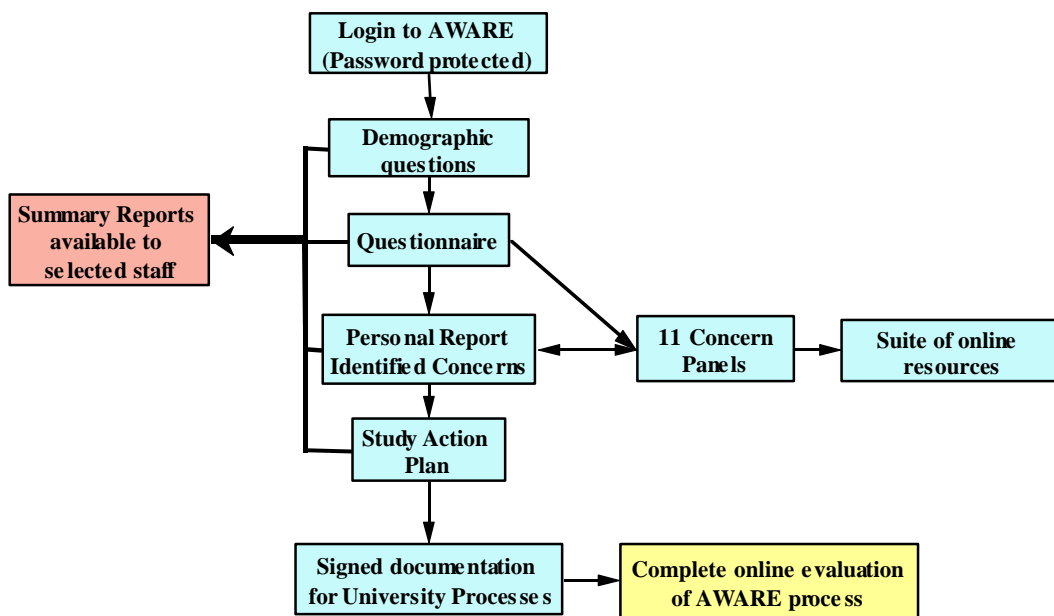 Login to AWARE
(Password protected)
Demographic
questions
Summary Reports
available to
selected staff
Questionnaire
Personal Report
Identified Concerns
11 Concern
Panels
Suite of online
resources
Study Action
Plan
Signed documentation
for University Processes
Complete online evaluation
of AWARE process